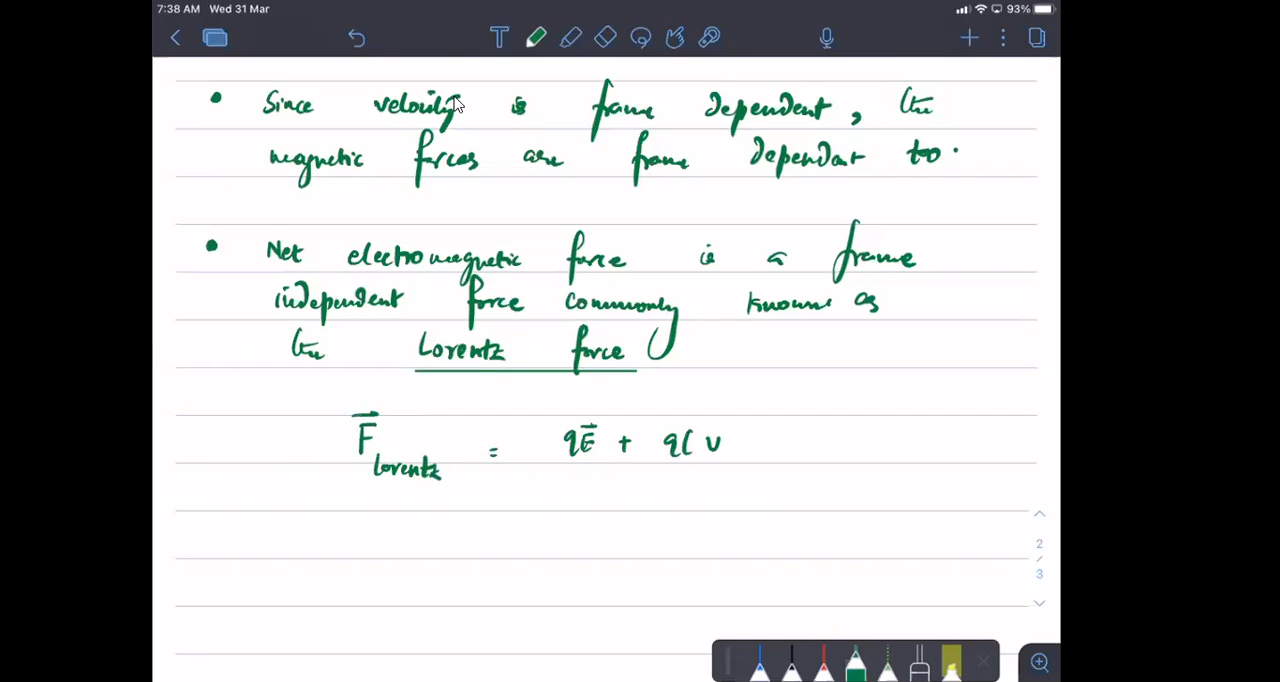 7:38 AM Wed 31 Mar 93%
• Since velocity is frame dependent, the
magnetic forces are frame dependent too.
• Net electromagnetic force is a frame
independent force commonly known as
the Lorentz force
F⃗ Lorentz = qE⃗ + q( v
2
/
3